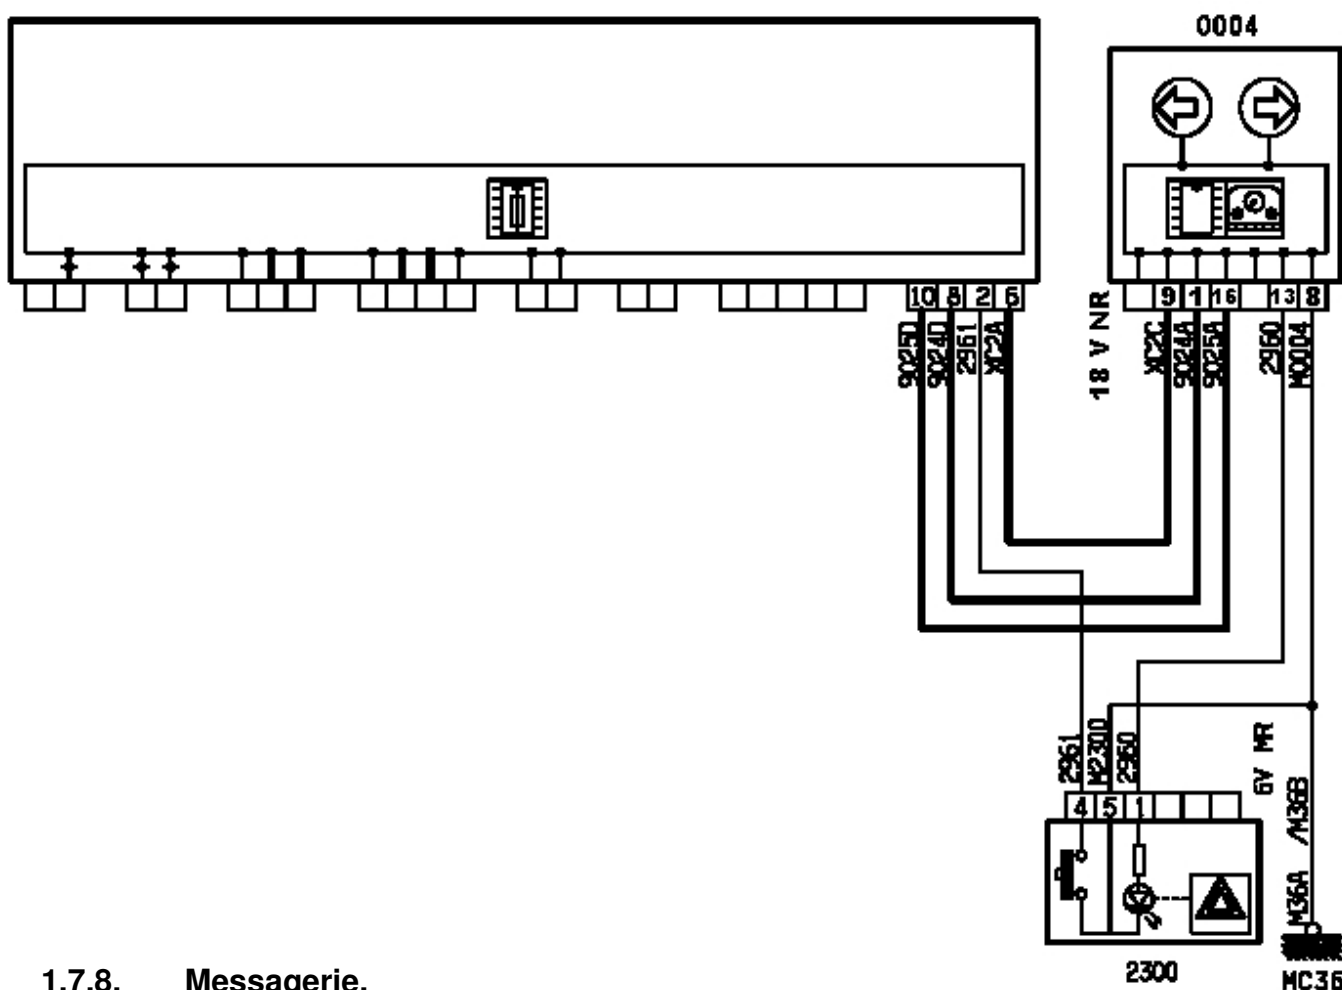 0004
10 8 2 6
9 1 16 13 8
9025D 9024D 2961 XC2A
18 V NR
XC2C 9024A 9025A 2960 M0004
2961 M2300 2960
6V MR
M36A /M36B
4 5 1
2300
MC36
1.7.8. Messagerie.